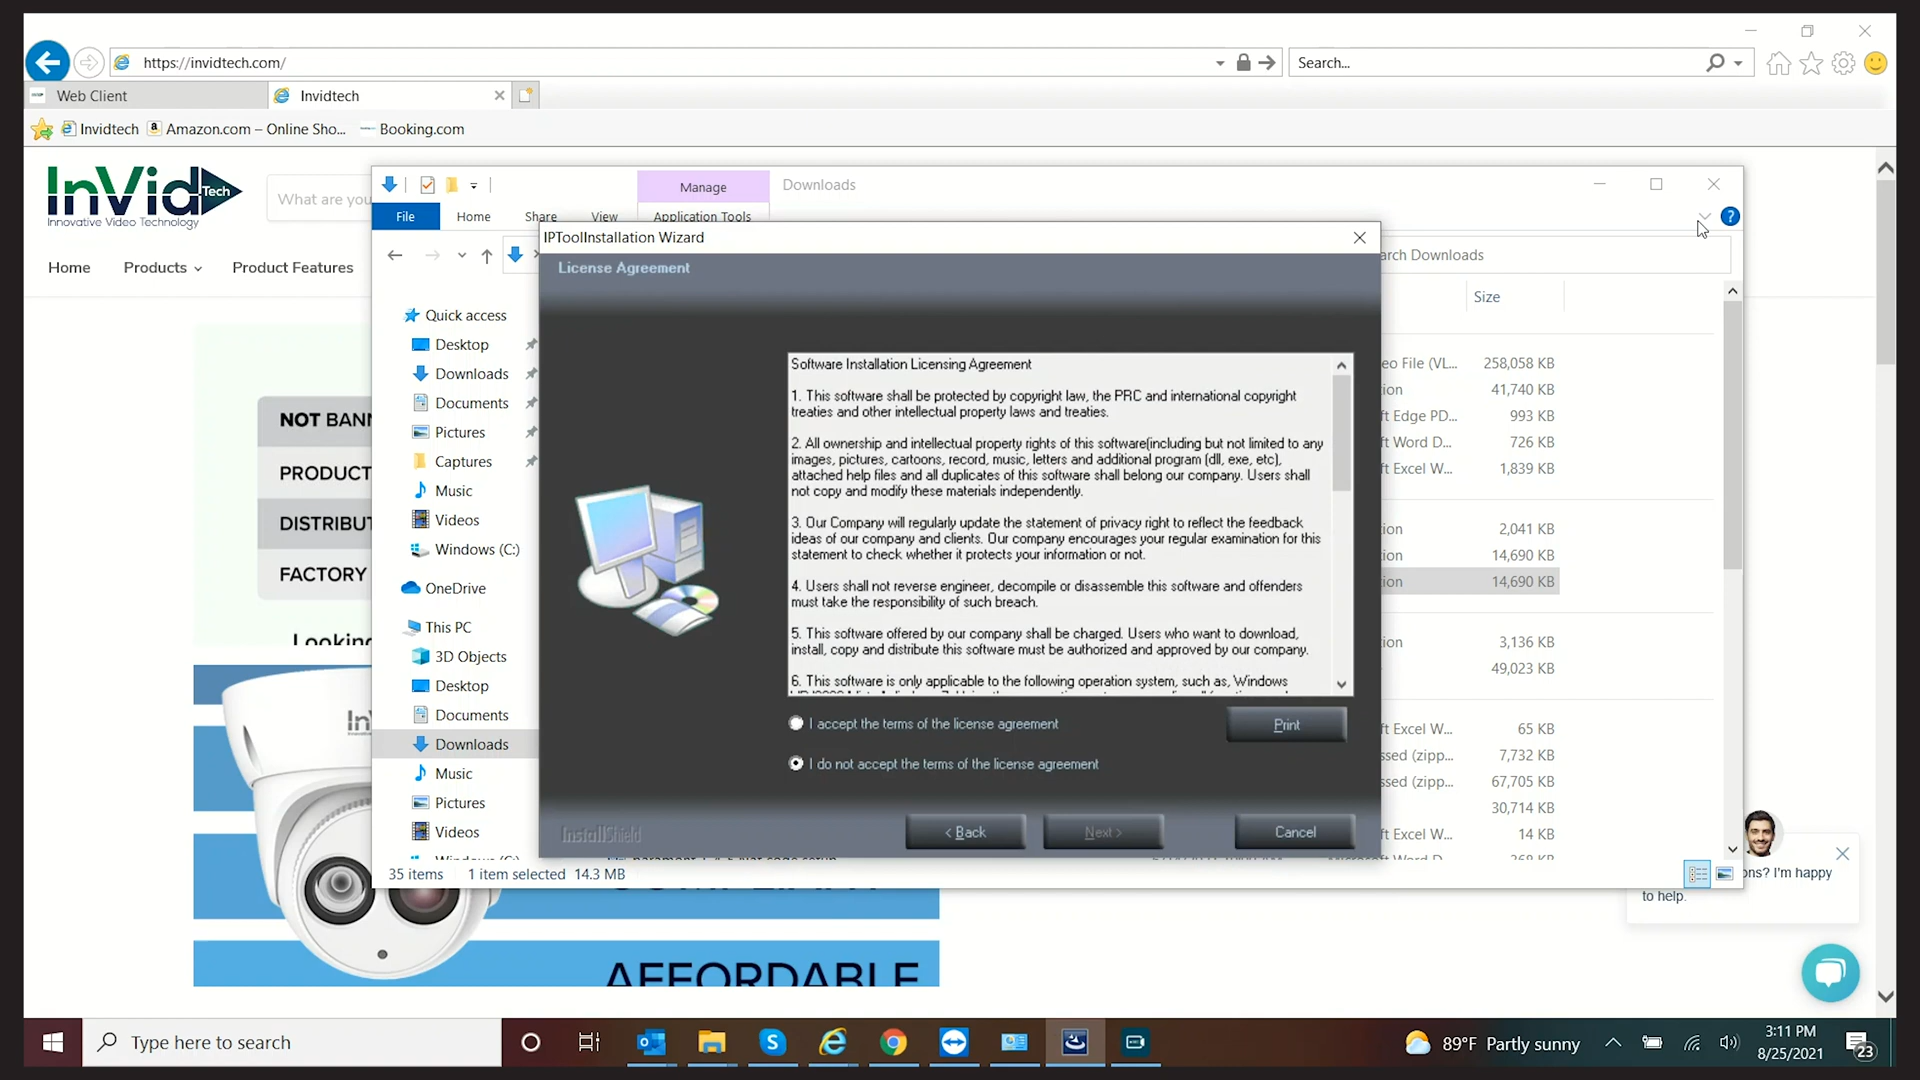 https://invidtech.com/
Search...
Web Client
Invidtech
Invidtech
Amazon.com – Online Sho...
Booking.com
InVid Tech
Innovative Video Technology
What are you
Home
Products
Product Features
Manage
Downloads
File
Home
Share
View
Application Tools
arch Downloads
Size
IPToolInstallation Wizard
License Agreement
Quick access
Desktop
Downloads
Documents
Pictures
Captures
Music
Videos
Windows (C:)
OneDrive
This PC
3D Objects
Desktop
Documents
Downloads
Music
Pictures
Videos
Software Installation Licensing Agreement
1. This software shall be protected by copyright law, the PRC and international copyright
treaties and other intellectual property laws and treaties.
2. All ownership and intellectual property rights of this software(including but not limited to any
images, pictures, cartoons, record, music, letters and additional program (dll, exe, etc),
attached help files and all duplicates of this software shall belong our company. Users shall
not copy and modify these materials independently.
3. Our Company will regularly update the statement of privacy right to reflect the feedback
ideas of our company and clients. Our company encourages your regular examination for this
statement to check whether it protects your information or not.
4. Users shall not reverse engineer, decompile or disassemble this software and offenders
must take the responsibility of such breach.
5. This software offered by our company shall be charged. Users who want to download,
install, copy and distribute this software must be authorized and approved by our company.
6. This software is only applicable to the following operation system, such as, Windows
I accept the terms of the license agreement
Print
I do not accept the terms of the license agreement
InstallShield
< Back
Next >
Cancel
eo File (VL...
258,058 KB
ion
41,740 KB
ft Edge PD...
993 KB
ft Word D...
726 KB
ft Excel W...
1,839 KB
ion
2,041 KB
ion
14,690 KB
ion
14,690 KB
ion
3,136 KB
49,023 KB
ft Excel W...
65 KB
ssed (zipp...
7,732 KB
ssed (zipp...
67,705 KB
30,714 KB
ft Excel W...
14 KB
35 items
1 item selected
14.3 MB
NOT BANN
PRODUCT
DISTRIBUT
FACTORY
Looking
AFFORDABLE
ons? I'm happy
to help.
Type here to search
89°F Partly sunny
3:11 PM
8/25/2021
23